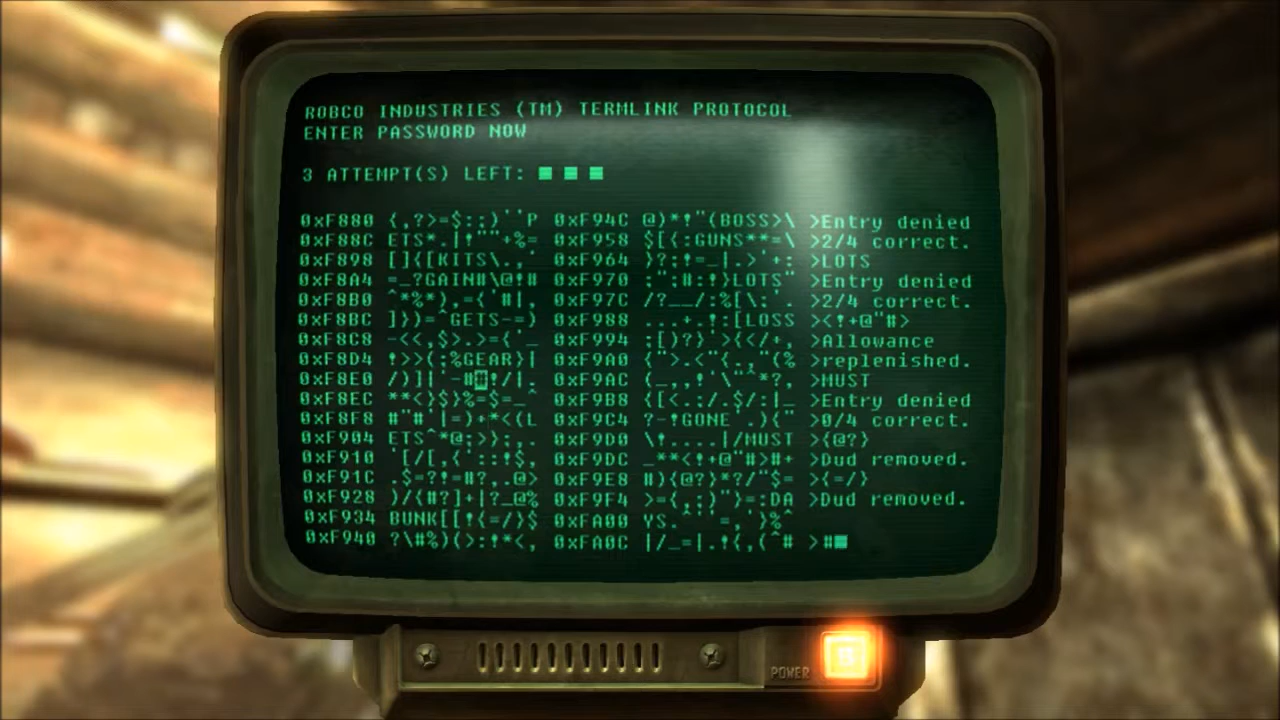 ROBCO INDUSTRIES (TM) TERMLINK PROTOCOL
ENTER PASSWORD NOW
3 ATTEMPT(S) LEFT: ■ ■ ■
0xF880 {,?>=$::)''P 0xF94C @)*!"(BOSS>\ >Entry denied
0xF88C ETS*.|!""+%= 0xF958 $[{:GUNS**=\ >2/4 correct.
0xF898 []{[KITS\.,' 0xF964 }?;!=_|.>'+: >LOTS
0xF8A4 =_?GAIN#\@!# 0xF970 :";#:!}LOTS" >Entry denied
0xF8B0 ^*%*),={'#|, 0xF97C /?__/:%[\:'. >2/4 correct.
0xF8BC ]})=^GETS-=) 0xF988 ...+.!:[LOSS ><!+@"#>
0xF8C8 -<<,$>.>={'_ 0xF994 ;[)?}'>{</+, >Allowance
0xF8D4 !>>(;%GEAR}| 0xF9A0 {">.<"{.,"(% >replenished.
0xF8E0 /)]|'-##!/|. 0xF9AC (_,,!'\'"*?, >MUST
0xF8EC **<}$}%=$=_^ 0xF9B8 {[<.:/.$/:|_ >Entry denied
0xF8F8 #"#'|=)+*<(L 0xF9C4 ?-!GONE'.){" >0/4 correct.
0xF904 ETS^*@;>};,. 0xF9D0 \!....|/MUST >{@?}
0xF910 '[/[,{'::!$, 0xF9DC _**<!+@"#>#+ >Dud removed.
0xF91C .$=?!=#?,.@> 0xF9E8 #){@?}*?/"$= >{=/}
0xF928 )/{#?]+|?_@% 0xF9F4 >={,;)"}=:DA >Dud removed.
0xF934 BUNK[[!{=/}$ 0xFA00 YS.^'^=,'}%^
0xF940 ?\#%)(>:!*<, 0xFA0C |/_=|.!{,(^# >#■
POWER